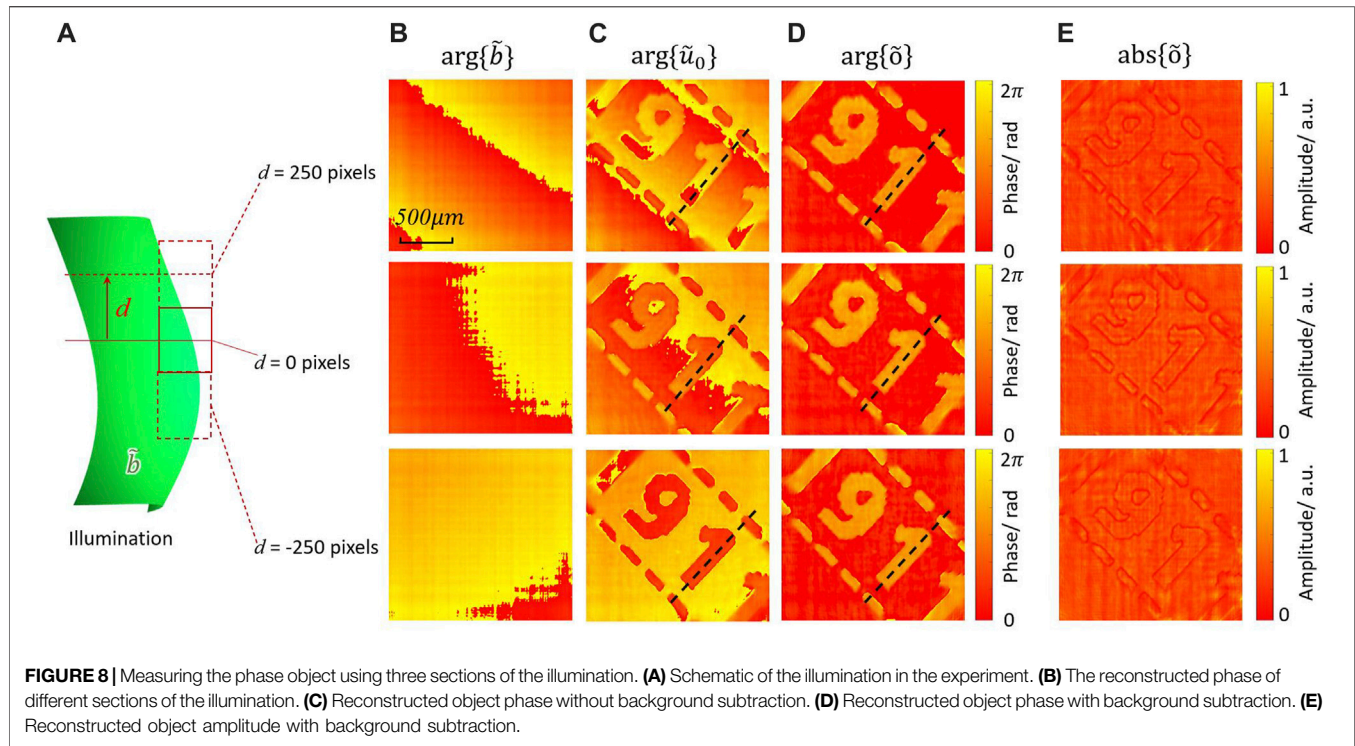 A
B
C
D
E
arg{b̃}
arg{ũ₀}
arg{õ}
abs{õ}
d = 250 pixels
d
d = 0 pixels
b̃
Illumination
d = -250 pixels
500μm
2π
Phase/ rad
0
2π
Phase/ rad
0
2π
Phase/ rad
0
1
Amplitude/ a.u.
0
1
Amplitude/ a.u.
0
1
Amplitude/ a.u.
0
FIGURE 8 | Measuring the phase object using three sections of the illumination. (A) Schematic of the illumination in the experiment. (B) The reconstructed phase of
different sections of the illumination. (C) Reconstructed object phase without background subtraction. (D) Reconstructed object phase with background subtraction. (E)
Reconstructed object amplitude with background subtraction.